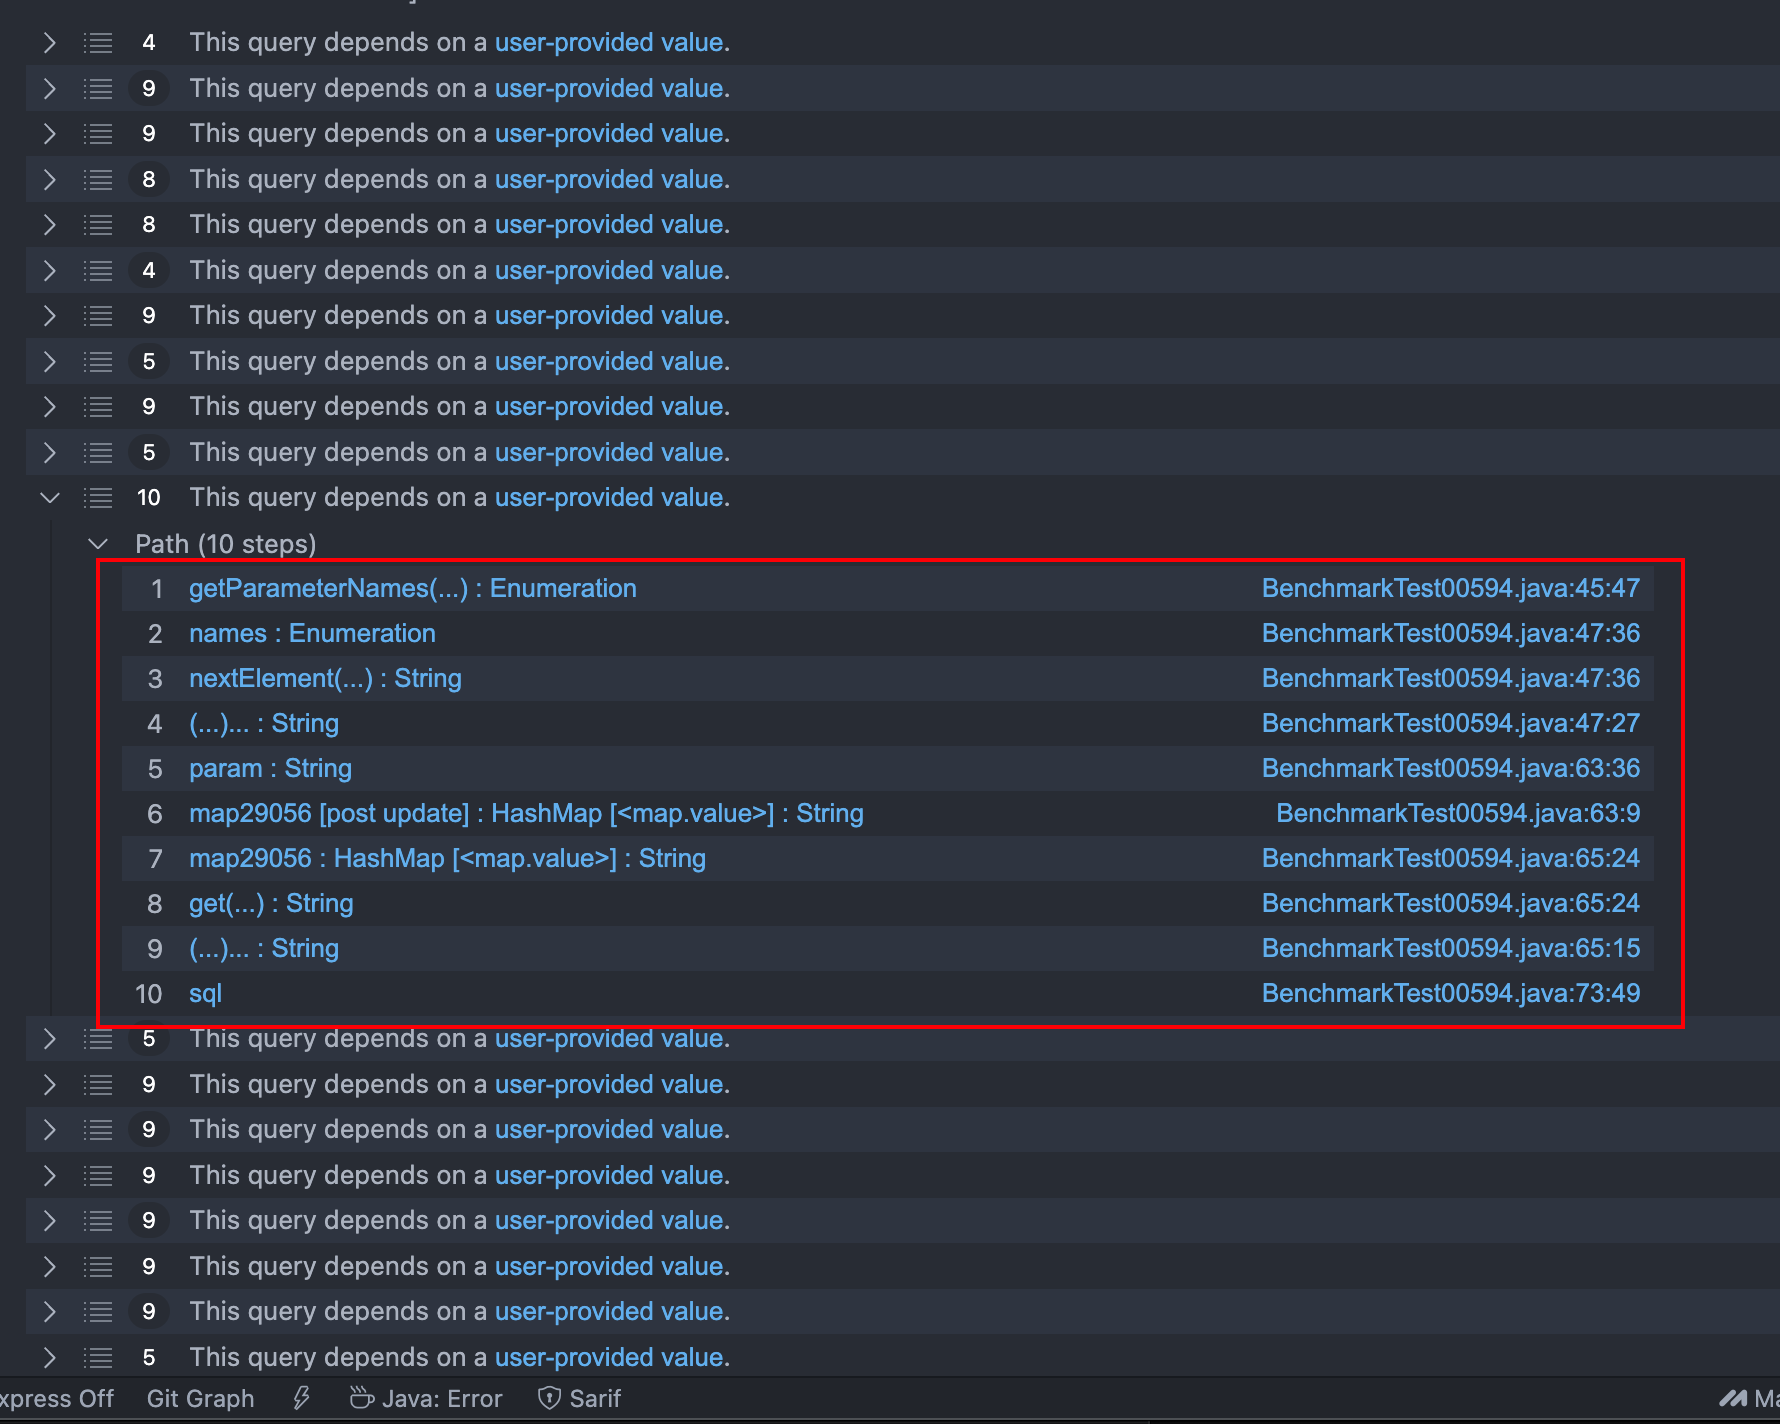 4 This query depends on a user-provided value.
9 This query depends on a user-provided value.
9 This query depends on a user-provided value.
8 This query depends on a user-provided value.
8 This query depends on a user-provided value.
4 This query depends on a user-provided value.
9 This query depends on a user-provided value.
5 This query depends on a user-provided value.
9 This query depends on a user-provided value.
5 This query depends on a user-provided value.
10 This query depends on a user-provided value.
Path (10 steps)
1 getParameterNames(...) : Enumeration BenchmarkTest00594.java:45:47
2 names : Enumeration BenchmarkTest00594.java:47:36
3 nextElement(...) : String BenchmarkTest00594.java:47:36
4 (...)... : String BenchmarkTest00594.java:47:27
5 param : String BenchmarkTest00594.java:63:36
6 map29056 [post update] : HashMap [<map.value>] : String BenchmarkTest00594.java:63:9
7 map29056 : HashMap [<map.value>] : String BenchmarkTest00594.java:65:24
8 get(...) : String BenchmarkTest00594.java:65:24
9 (...)... : String BenchmarkTest00594.java:65:15
10 sql BenchmarkTest00594.java:73:49
5 This query depends on a user-provided value.
9 This query depends on a user-provided value.
9 This query depends on a user-provided value.
9 This query depends on a user-provided value.
9 This query depends on a user-provided value.
9 This query depends on a user-provided value.
9 This query depends on a user-provided value.
5 This query depends on a user-provided value.
xpress Off Git Graph Java: Error Sarif Ma